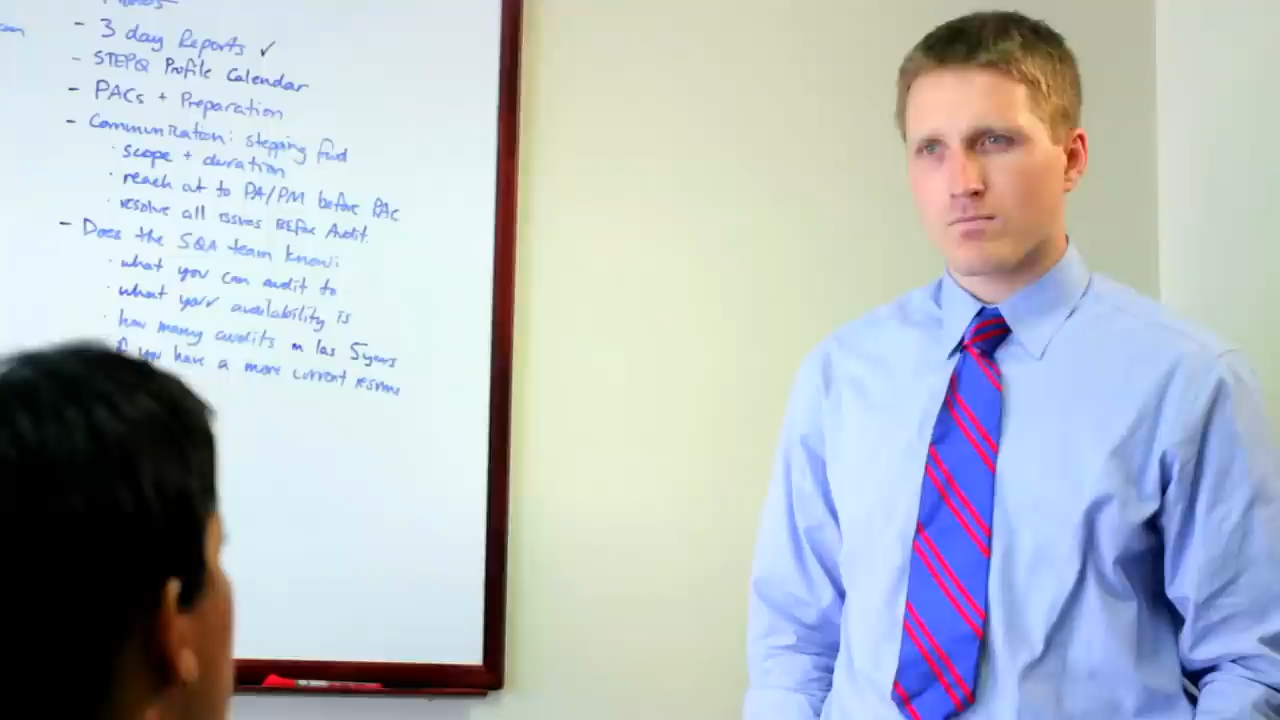 - 3 day Reports ✓
- STEPQ Profile Calendar
- PACs + Preparation
- Communication: stepping fwd
· scope + duration
· reach out to PA/PM before PAC
· resolve all issues BEFORE Audit.
- Does the SQA team know:
· what you can audit to
· what your availability is
· how many audits in las 5 years
if you have a more current resume